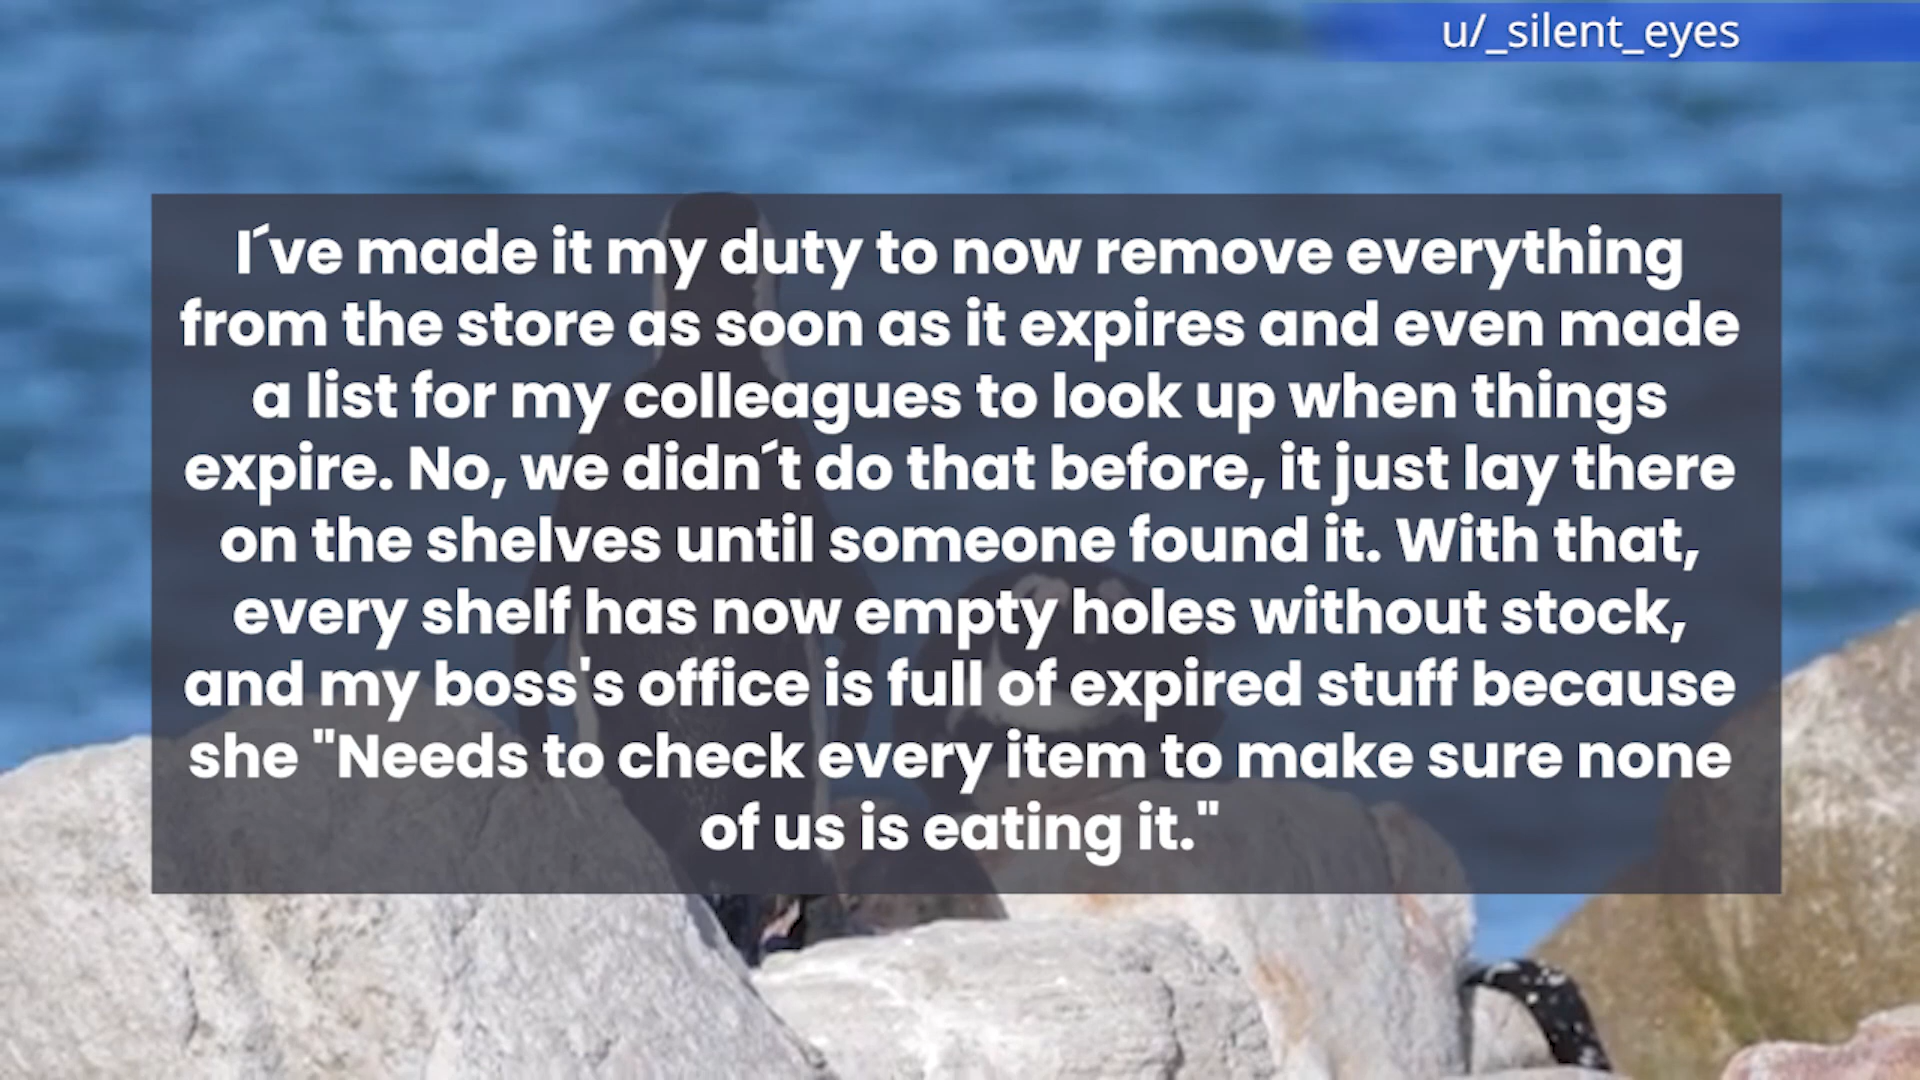 u/_silent_eyes
I´ve made it my duty to now remove everything
from the store as soon as it expires and even made
a list for my colleagues to look up when things
expire. No, we didn´t do that before, it just lay there
on the shelves until someone found it. With that,
every shelf has now empty holes without stock,
and my boss's office is full of expired stuff because
she "Needs to check every item to make sure none
of us is eating it."